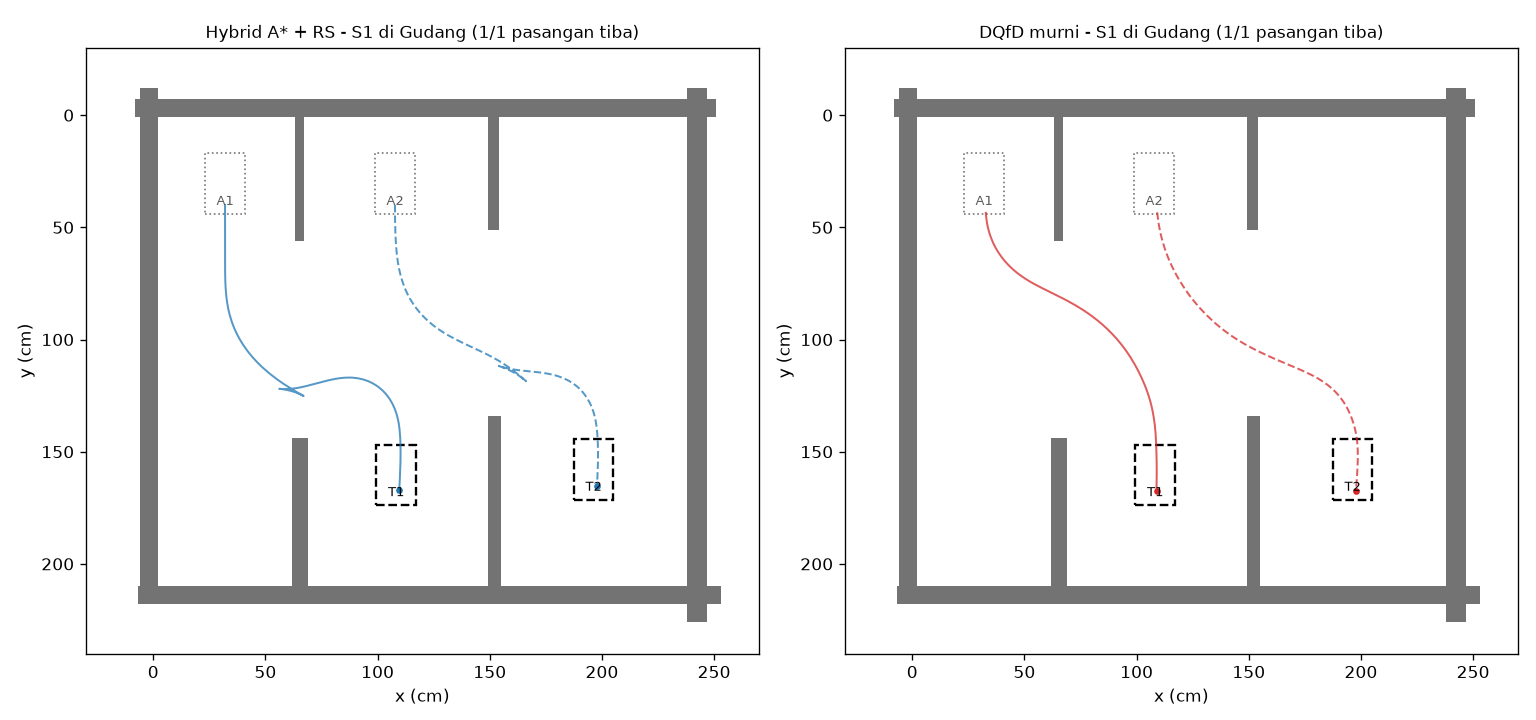 Hybrid A* + RS - S1 di Gudang (1/1 pasangan tiba)
0
50
100
150
200
y (cm)
A1
A2
T1
T2
0
50
100
150
200
250
x (cm)
DQfD murni - S1 di Gudang (1/1 pasangan tiba)
0
50
100
150
200
y (cm)
A1
A2
T1
T2
0
50
100
150
200
250
x (cm)